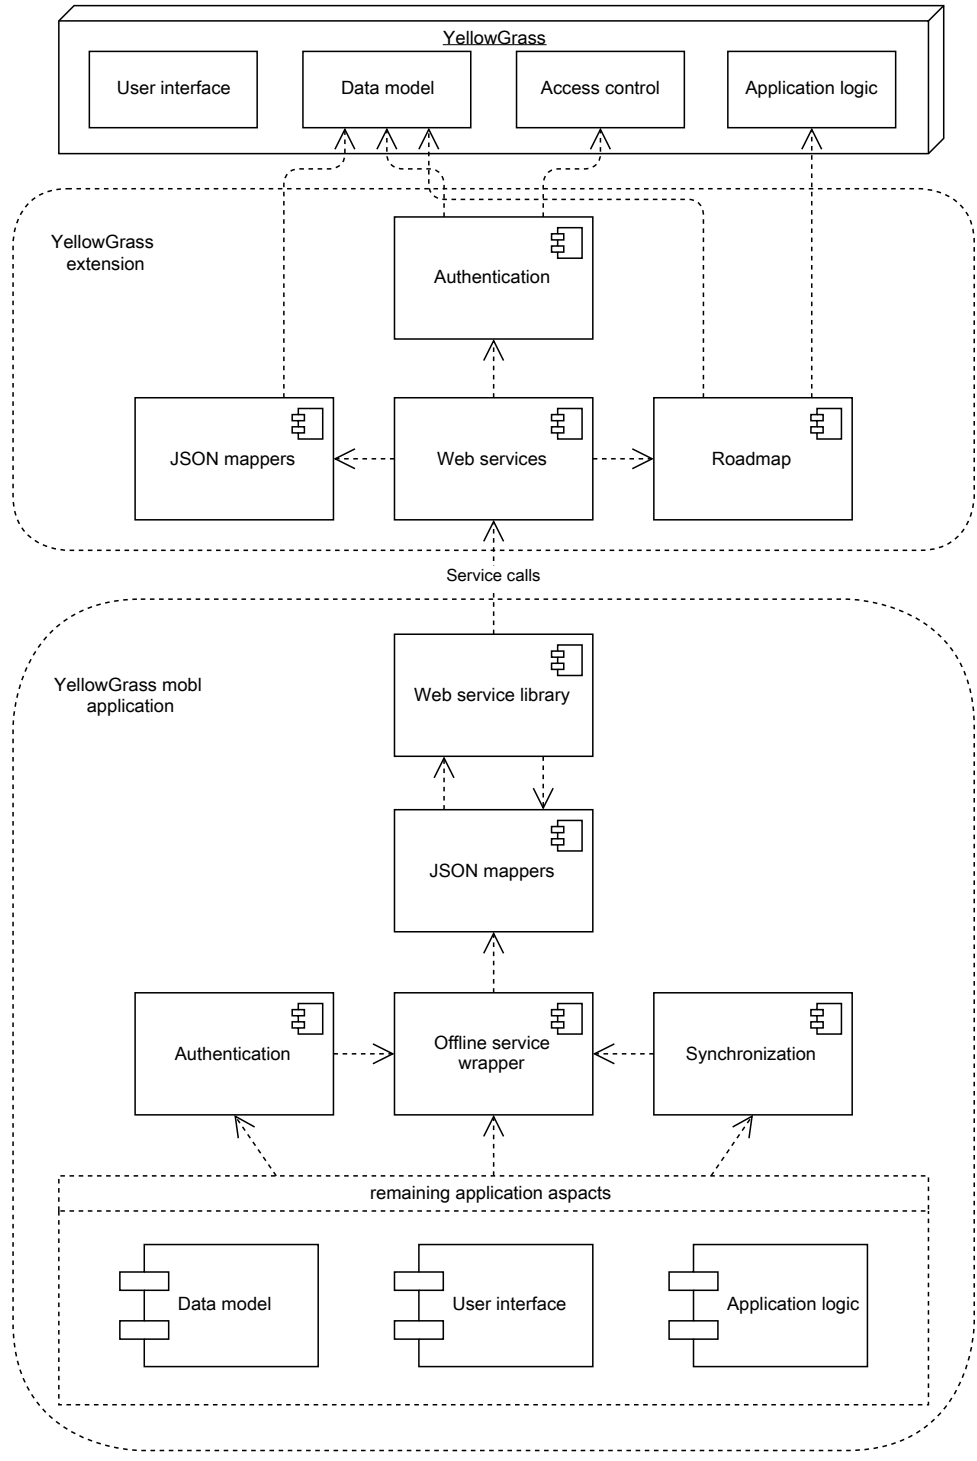 YellowGrass
User interface
Data model
Access control
Application logic
YellowGrass
extension
Authentication
JSON mappers
Web services
Roadmap
Service calls
YellowGrass mobl
application
Web service library
JSON mappers
Authentication
Offline service
wrapper
Synchronization
remaining application aspacts
Data model
User interface
Application logic